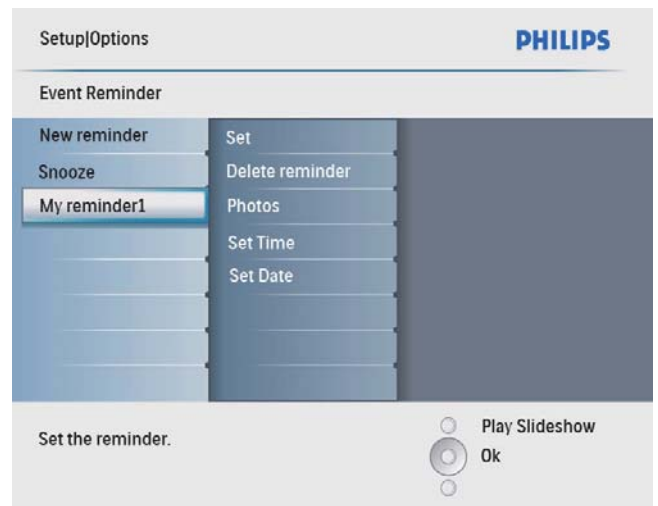 Setup|Options
PHILIPS
Event Reminder
New reminder
Snooze
My reminder1
Set
Delete reminder
Photos
Set Time
Set Date
Set the reminder.
Play Slideshow
Ok